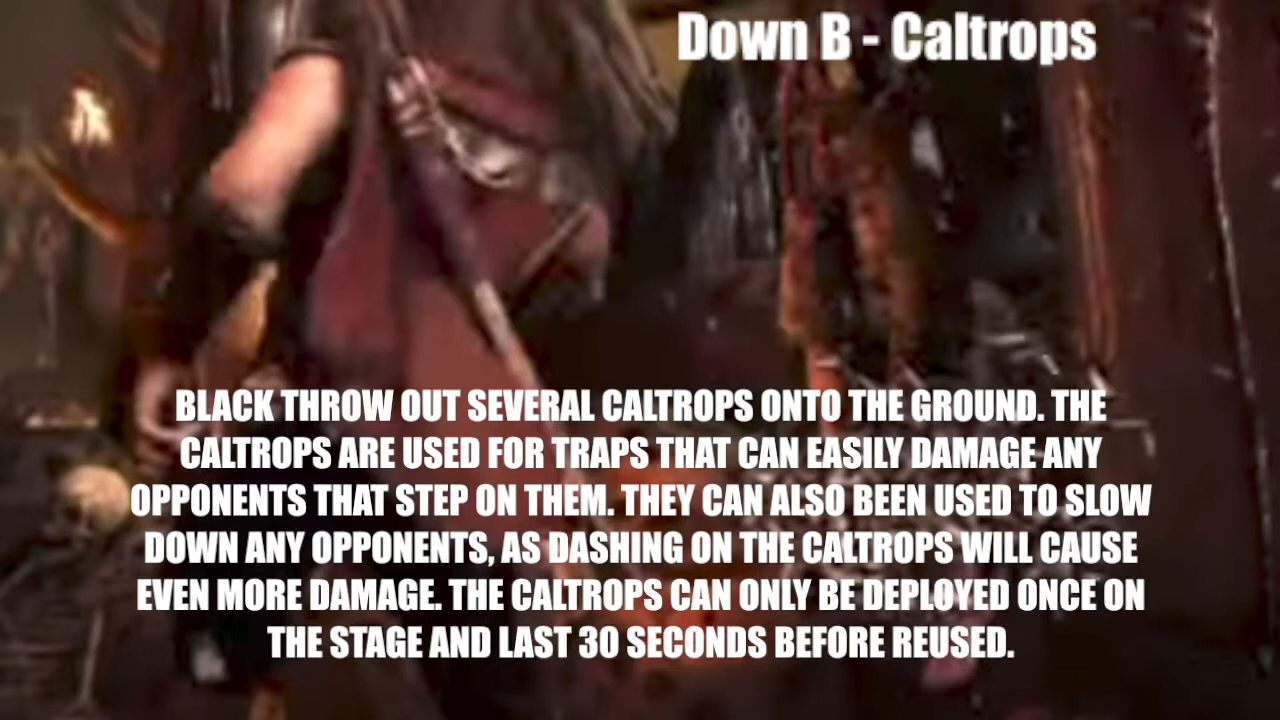 Down B - Caltrops
BLACK THROW OUT SEVERAL CALTROPS ONTO THE GROUND. THE
CALTROPS ARE USED FOR TRAPS THAT CAN EASILY DAMAGE ANY
OPPONENTS THAT STEP ON THEM. THEY CAN ALSO BEEN USED TO SLOW
DOWN ANY OPPONENTS, AS DASHING ON THE CALTROPS WILL CAUSE
EVEN MORE DAMAGE. THE CALTROPS CAN ONLY BE DEPLOYED ONCE ON
THE STAGE AND LAST 30 SECONDS BEFORE REUSED.